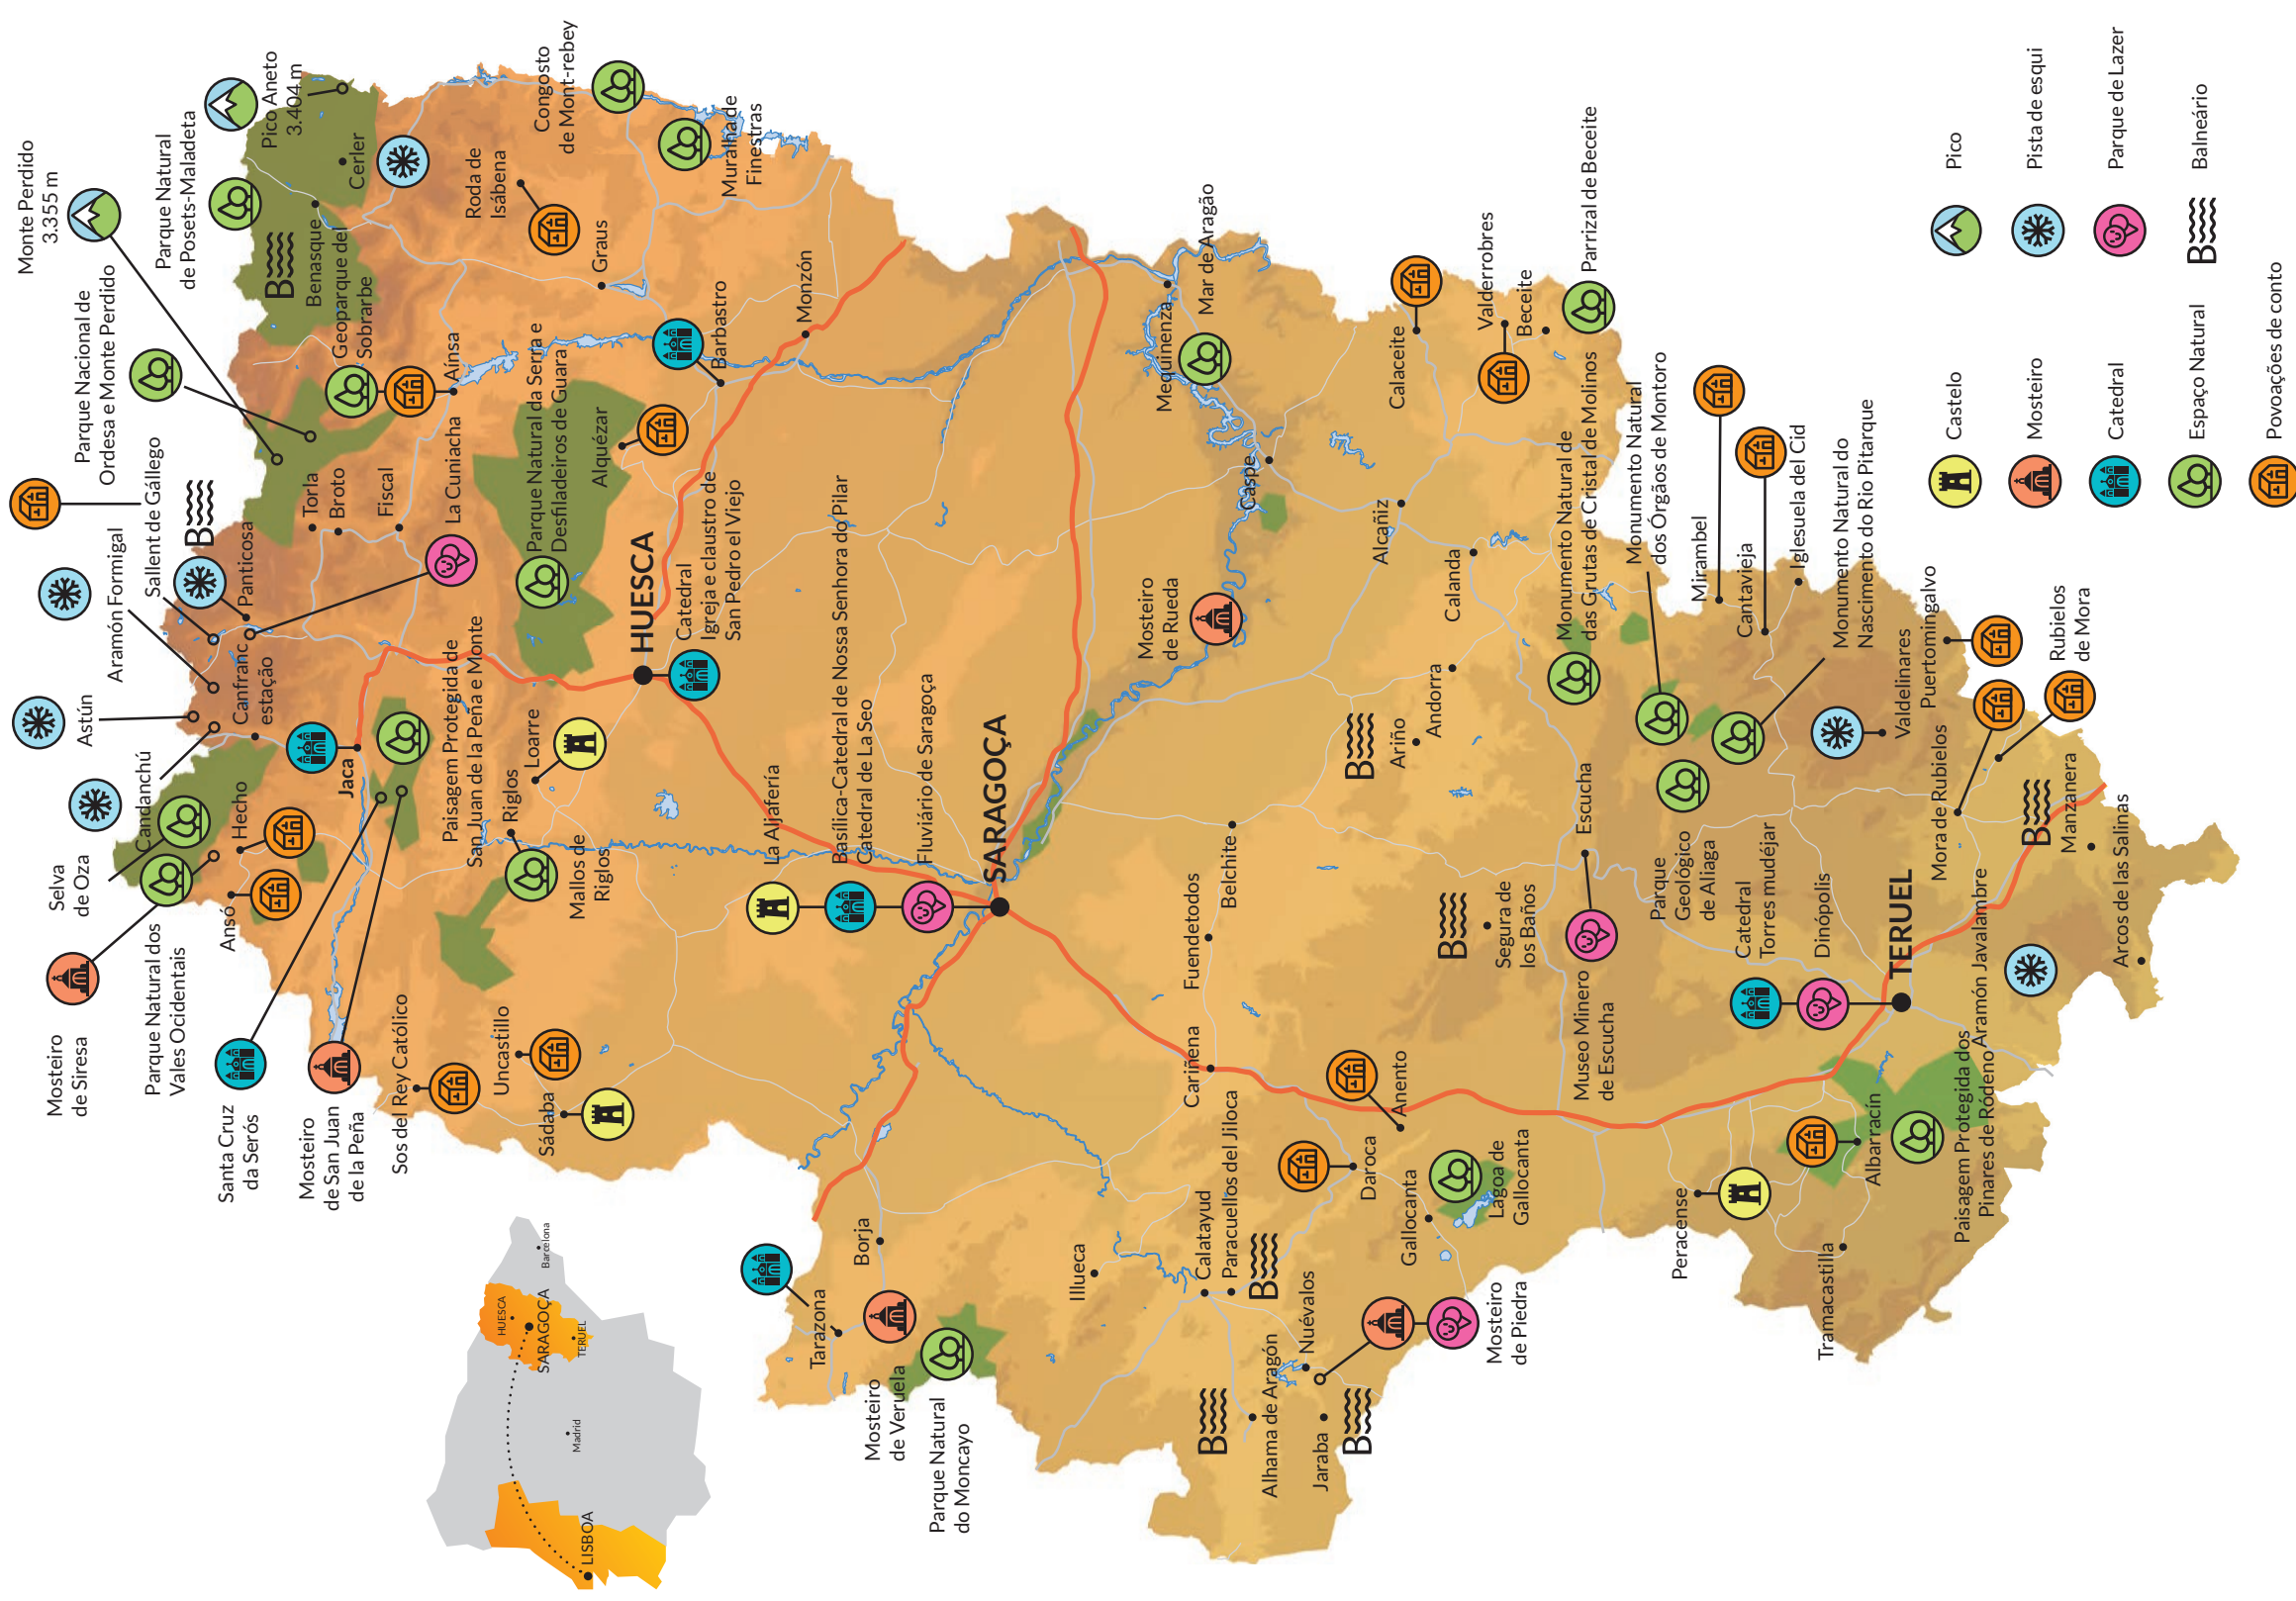 Monte Perdido
3.355 m
Parque Nacional de
Ordesa e Monte Perdido
Parque Natural
de Posets-Maladeta
Pico Aneto
3.404 m
Cerler
Benasque
Geoparque del
Sobrarbe
Aínsa
Roda de
Isábena
Graus
Congosto
de Mont-rebey
Muralha de
Finestras
Monzón
Barbastro
Alquézar
Parque Natural da Serra e
Desfiladeiros de Guara
Torla
Broto
Fiscal
La Cuniacha
Sallent de Gállego
Aramón Formigal
Panticosa
Astún
Canfranc
estação
Candanchú
Jaca
Selva
de Oza
Hecho
Ansó
Mosteiro
de Siresa
Parque Natural dos
Vales Ocidentais
Santa Cruz
da Serós
Mosteiro
de San Juan
de la Peña
Paisagem Protegida de
San Juan de la Peña e Monte
Riglos
Mallos de
Riglos
Loarre
HUESCA
Catedral
Igreja e claustro de
San Pedro el Viejo
Sos del Rey Católico
Uncastillo
Sádaba
La Aljafería
Basílica-Catedral de Nossa Senhora do Pilar
Catedral de La Seo
Fluviário de Saragoça
SARAGOÇA
Tarazona
Borja
Mosteiro
de Veruela
Parque Natural
do Moncayo
Illueca
Calatayud
Paracuellos del Jiloca
B
Alhama de Aragón
B
Nuévalos
Jaraba
B
Mosteiro
de Piedra
Cariñena
Fuendetodos
Belchite
Mosteiro
de Rueda
Caspe
Mequinenza
Mar de Aragão
Daroca
Anento
Gallocanta
Lagoa de
Gallocanta
Calaceite
Valderrobres
Beceite
Parrizal de Beceite
Alcañiz
Calanda
Andorra
Ariño
B
Segura de
los Baños
B
Escucha
Museo Minero
de Escucha
Monumento Natural de
das Grutas de Cristal de Molinos
Monumento Natural
dos Órgãos de Montoro
Mirambel
Cantavieja
Iglesuela del Cid
Monumento Natural do
Nascimento do Rio Pitarque
Parque
Geológico
de Aliaga
Catedral
Torres mudéjar
Dinópolis
TERUEL
Valdelinares
Puertomingalvo
Rubielos
de Mora
Mora de Rubielos
Manzanera
B
Arcos de las Salinas
Aramón Javalambre
Peracense
Albarracín
Tramacastilla
Paisagem Protegida dos
Pinares de Ródeno
B
B
LISBOA
Madrid
HUESCA
SARAGOÇA
TERUEL
Barcelona
Castelo
Mosteiro
Catedral
Espaço Natural
Povoações de conto
Pico
Pista de esqui
Parque de Lazer
B
Balneário